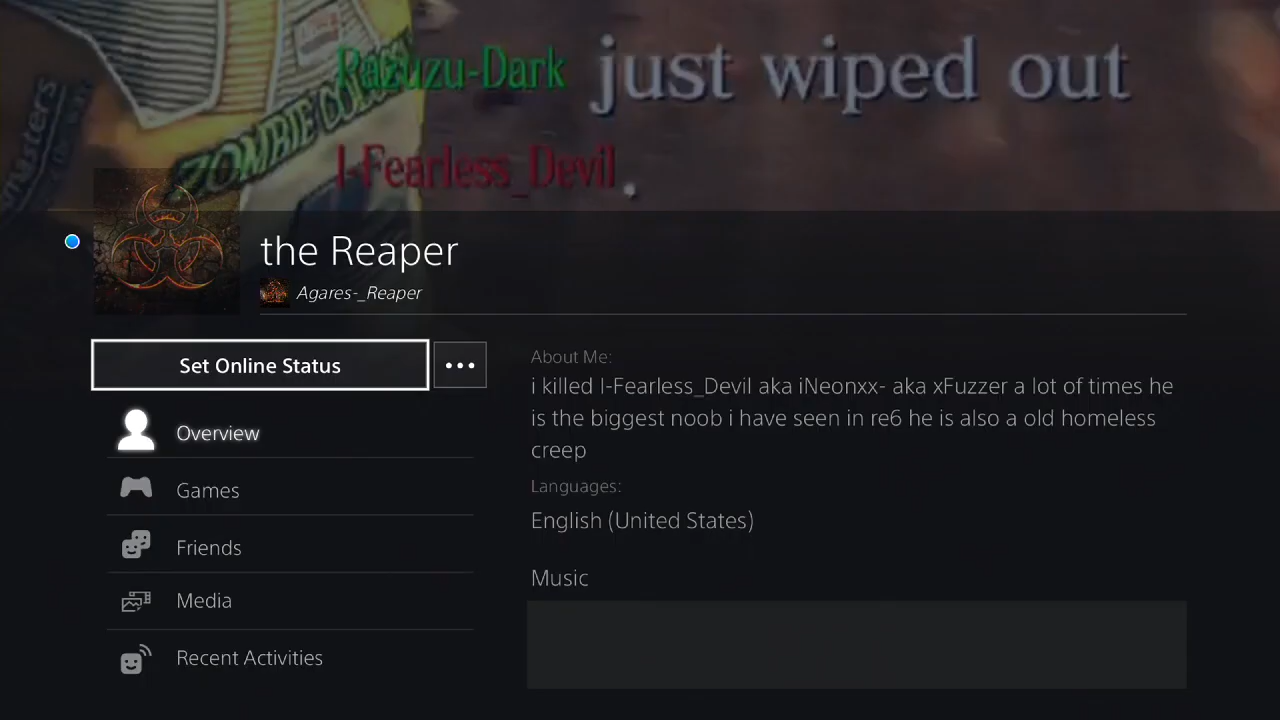 Razuzu-Dark just wiped out
I-Fearless_Devil.
ZOMBIE
the Reaper
Agares-_Reaper
Set Online Status
About Me:
i killed I-Fearless_Devil aka iNeonxx- aka xFuzzer a lot of times he
is the biggest noob i have seen in re6 he is also a old homeless
creep
Overview
Languages:
Games
English (United States)
Friends
Music
Media
Recent Activities